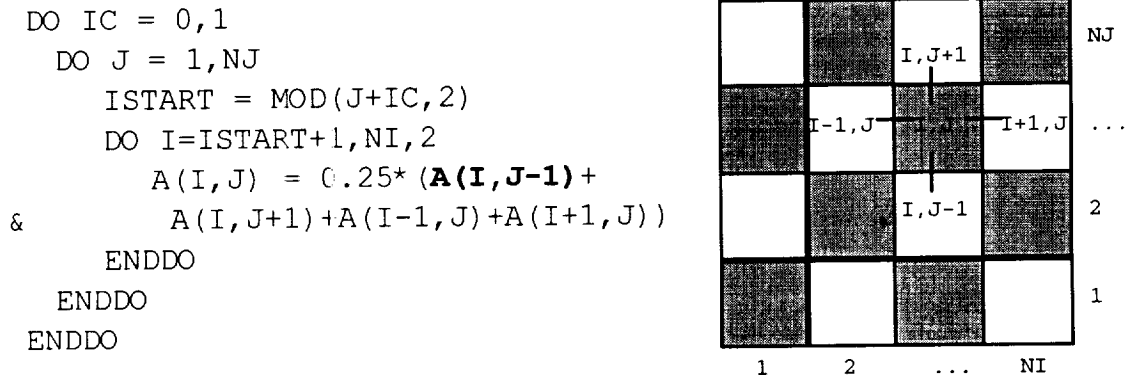 DO IC = 0,1
DO J = 1,NJ
ISTART = MOD(J+IC,2)
DO I=ISTART+1,NI,2
A(I,J) = 0.25*(A(I,J-1)+
& A(I,J+1)+A(I-1,J)+A(I+1,J))
ENDDO
ENDDO
ENDDO
NJ
I,J+1
I-1,J I,J I+1,J ...
I,J-1 2
1
1 2 ... NI